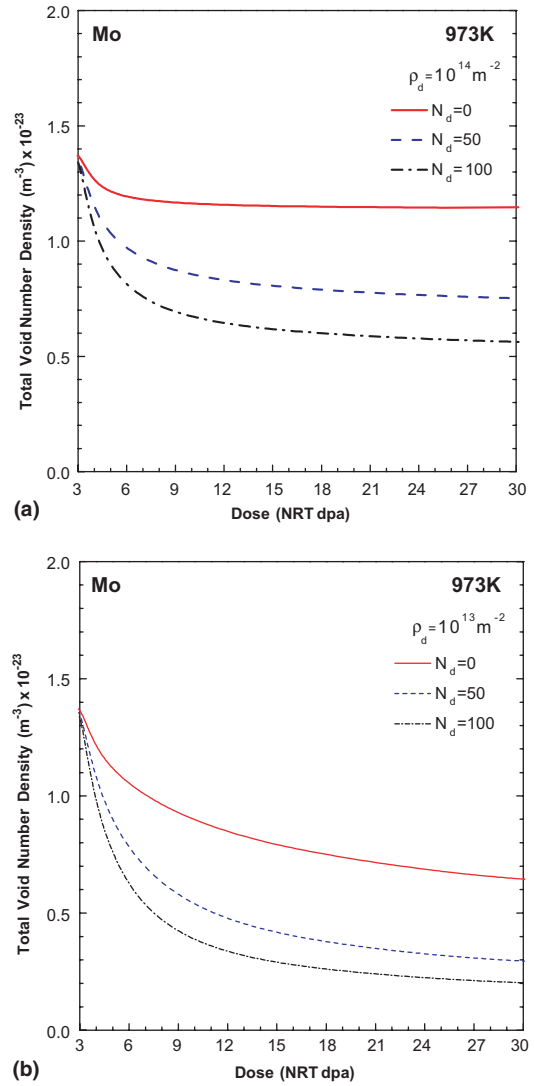 Mo 973K
ρd=10^14 m^-2
Nd=0
Nd=50
Nd=100
Total Void Number Density (m^-3) x 10^-23
2.0
1.5
1.0
0.5
0.0
3 6 9 12 15 18 21 24 27 30
Dose (NRT dpa)
(a)
Mo 973K
ρd=10^13 m^-2
Nd=0
Nd=50
Nd=100
Total Void Number Density (m^-3) x 10^-23
2.0
1.5
1.0
0.5
0.0
3 6 9 12 15 18 21 24 27 30
Dose (NRT dpa)
(b)